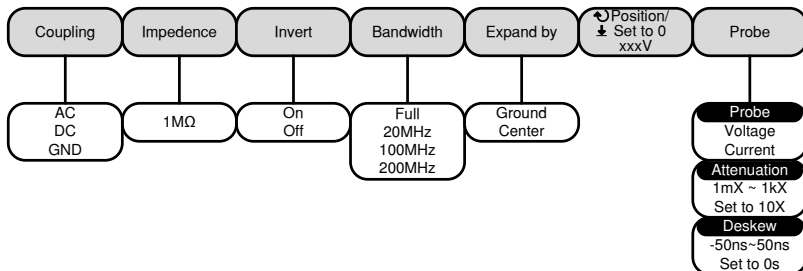 Coupling
Impedence
Invert
Bandwidth
Expand by
Position/
Set to 0
xxxV
Probe
AC
DC
GND
1MΩ
On
Off
Full
20MHz
100MHz
200MHz
Ground
Center
Probe
Voltage
Current
Attenuation
1mX ~ 1kX
Set to 10X
Deskew
-50ns~50ns
Set to 0s